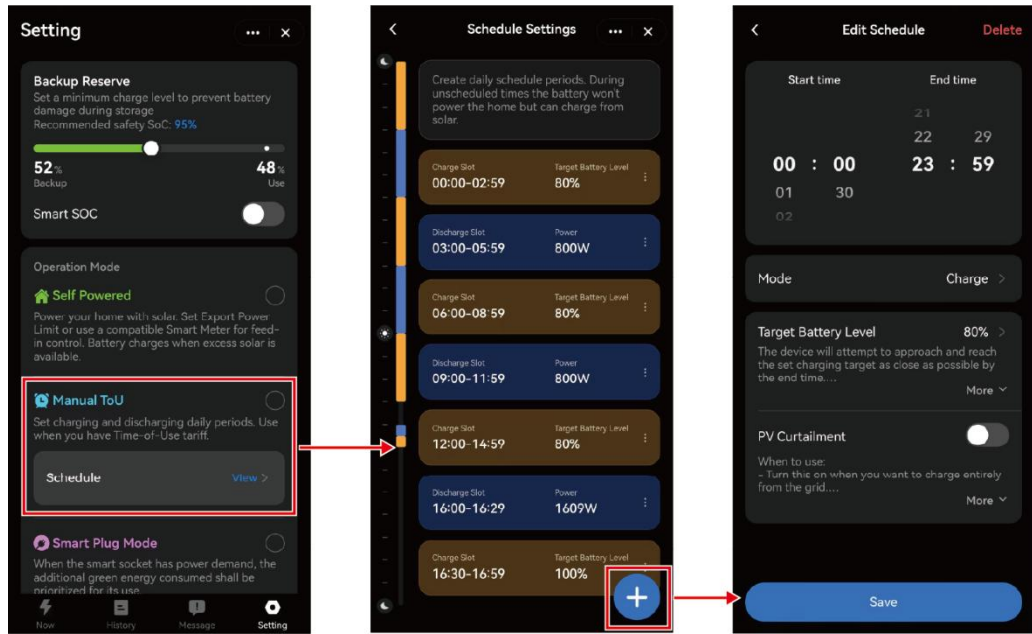 Setting
Backup Reserve
Set a minimum charge level to prevent battery
damage during storage
Recommended safety SoC: 95%
52% 48%
Backup Use
Smart SOC
Operation Mode
Self Powered
Power your home with solar. Set Export Power
Limit or use a compatible Smart Meter for feed-
in control. Battery charges when excess solar is
available.
Manual ToU
Set charging and discharging daily periods. Use
when you have Time-of-Use tariff.
Schedule View >
Smart Plug Mode
When the smart socket has power demand, the
additional green energy consumed shall be
prioritized for its use.
Now History Message Setting
Schedule Settings
Create daily schedule periods. During
unscheduled times the battery won't
power the home but can charge from
solar.
Charge Slot Target Battery Level
00:00-02:59 80%
Discharge Slot Power
03:00-05:59 800W
Charge Slot Target Battery Level
06:00-08:59 80%
Discharge Slot Power
09:00-11:59 800W
Charge Slot Target Battery Level
12:00-14:59 80%
Discharge Slot Power
16:00-16:29 1609W
Charge Slot Target Battery Level
16:30-16:59 100%
Edit Schedule Delete
Start time End time
21
22 29
00 : 00 23 : 59
01 30
02
Mode Charge >
Target Battery Level 80% >
The device will attempt to approach and reach
the set charging target as close as possible by
the end time....
More
PV Curtailment
When to use:
- Turn this on when you want to charge entirely
from the grid....
More
Save